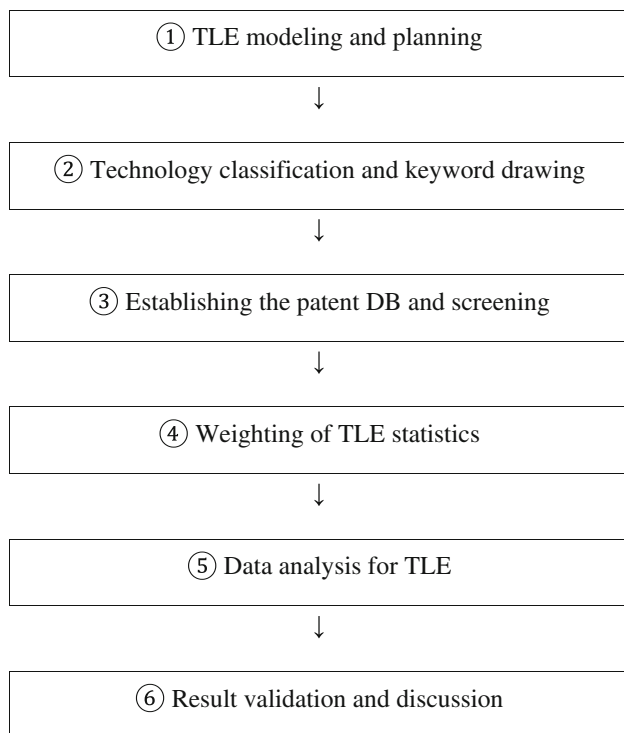 ① TLE modeling and planning
↓
② Technology classification and keyword drawing
↓
③ Establishing the patent DB and screening
↓
④ Weighting of TLE statistics
↓
⑤ Data analysis for TLE
↓
⑥ Result validation and discussion